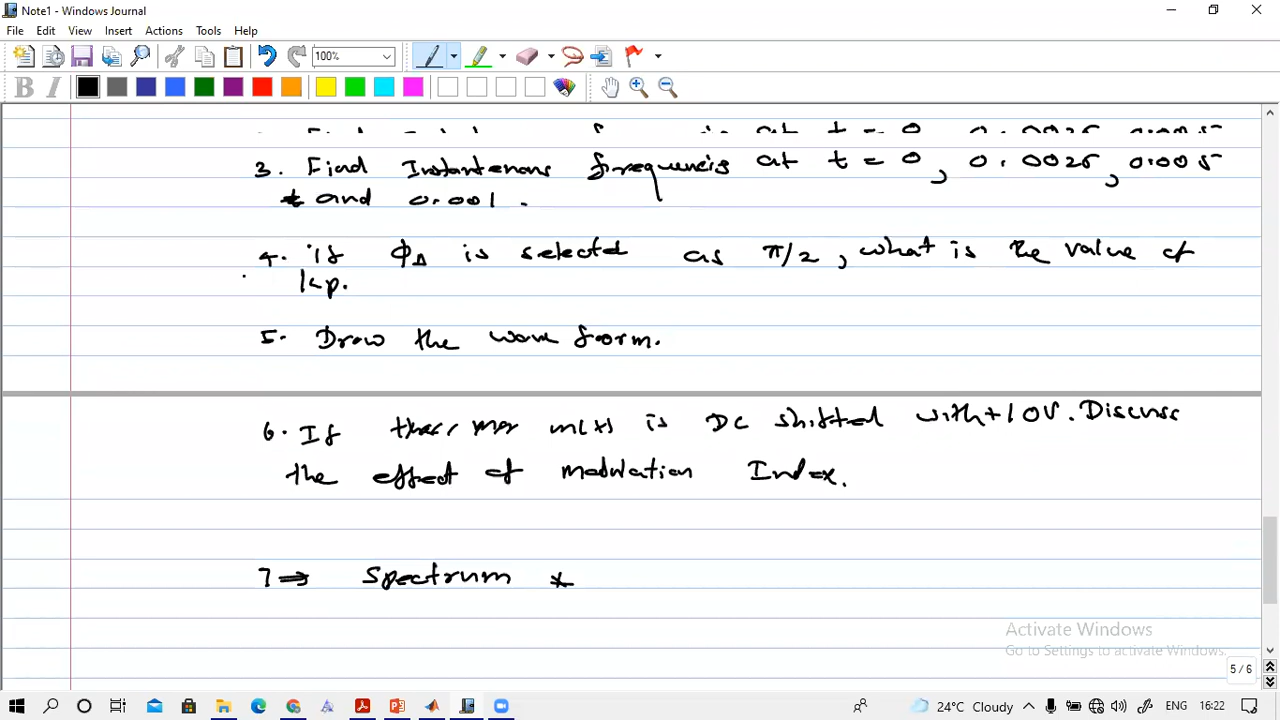 Note1 - Windows Journal
File Edit View Insert Actions Tools Help
100%
B I
3. Find Instantenous frequencis at t = 0, 0.0025, 0.005
and 0.001.
4. if ΦΔ is selected as π/2, what is the value of
kp.
5. Draw the wave form.
6. If m(t) is DC shifted with +10V. Discuss
the effect of modulation Index.
7 ⇒ Spectrum *
Activate Windows
Go to Settings to activate Windows.
5 / 6
24°C Cloudy ENG 16:22